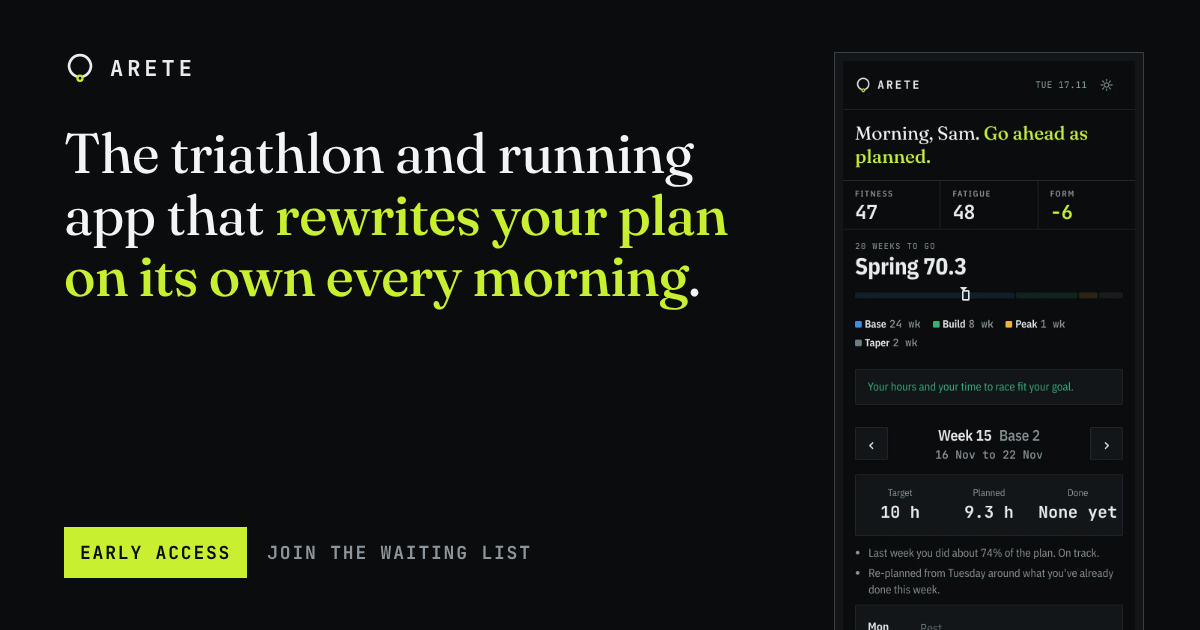 ARETE
The triathlon and running
app that rewrites your plan
on its own every morning.
EARLY ACCESS
JOIN THE WAITING LIST
ARETE
TUE 17.11
Morning, Sam. Go ahead as
planned.
FITNESS
47
FATIGUE
48
FORM
-6
20 WEEKS TO GO
Spring 70.3
Base 24 wk
Build 8 wk
Peak 1 wk
Taper 2 wk
Your hours and your time to race fit your goal.
‹
Week 15 Base 2
16 Nov to 22 Nov
›
Target
10 h
Planned
9.3 h
Done
None yet
• Last week you did about 74% of the plan. On track.
• Re-planned from Tuesday around what you've already
done this week.
Mon
Rest